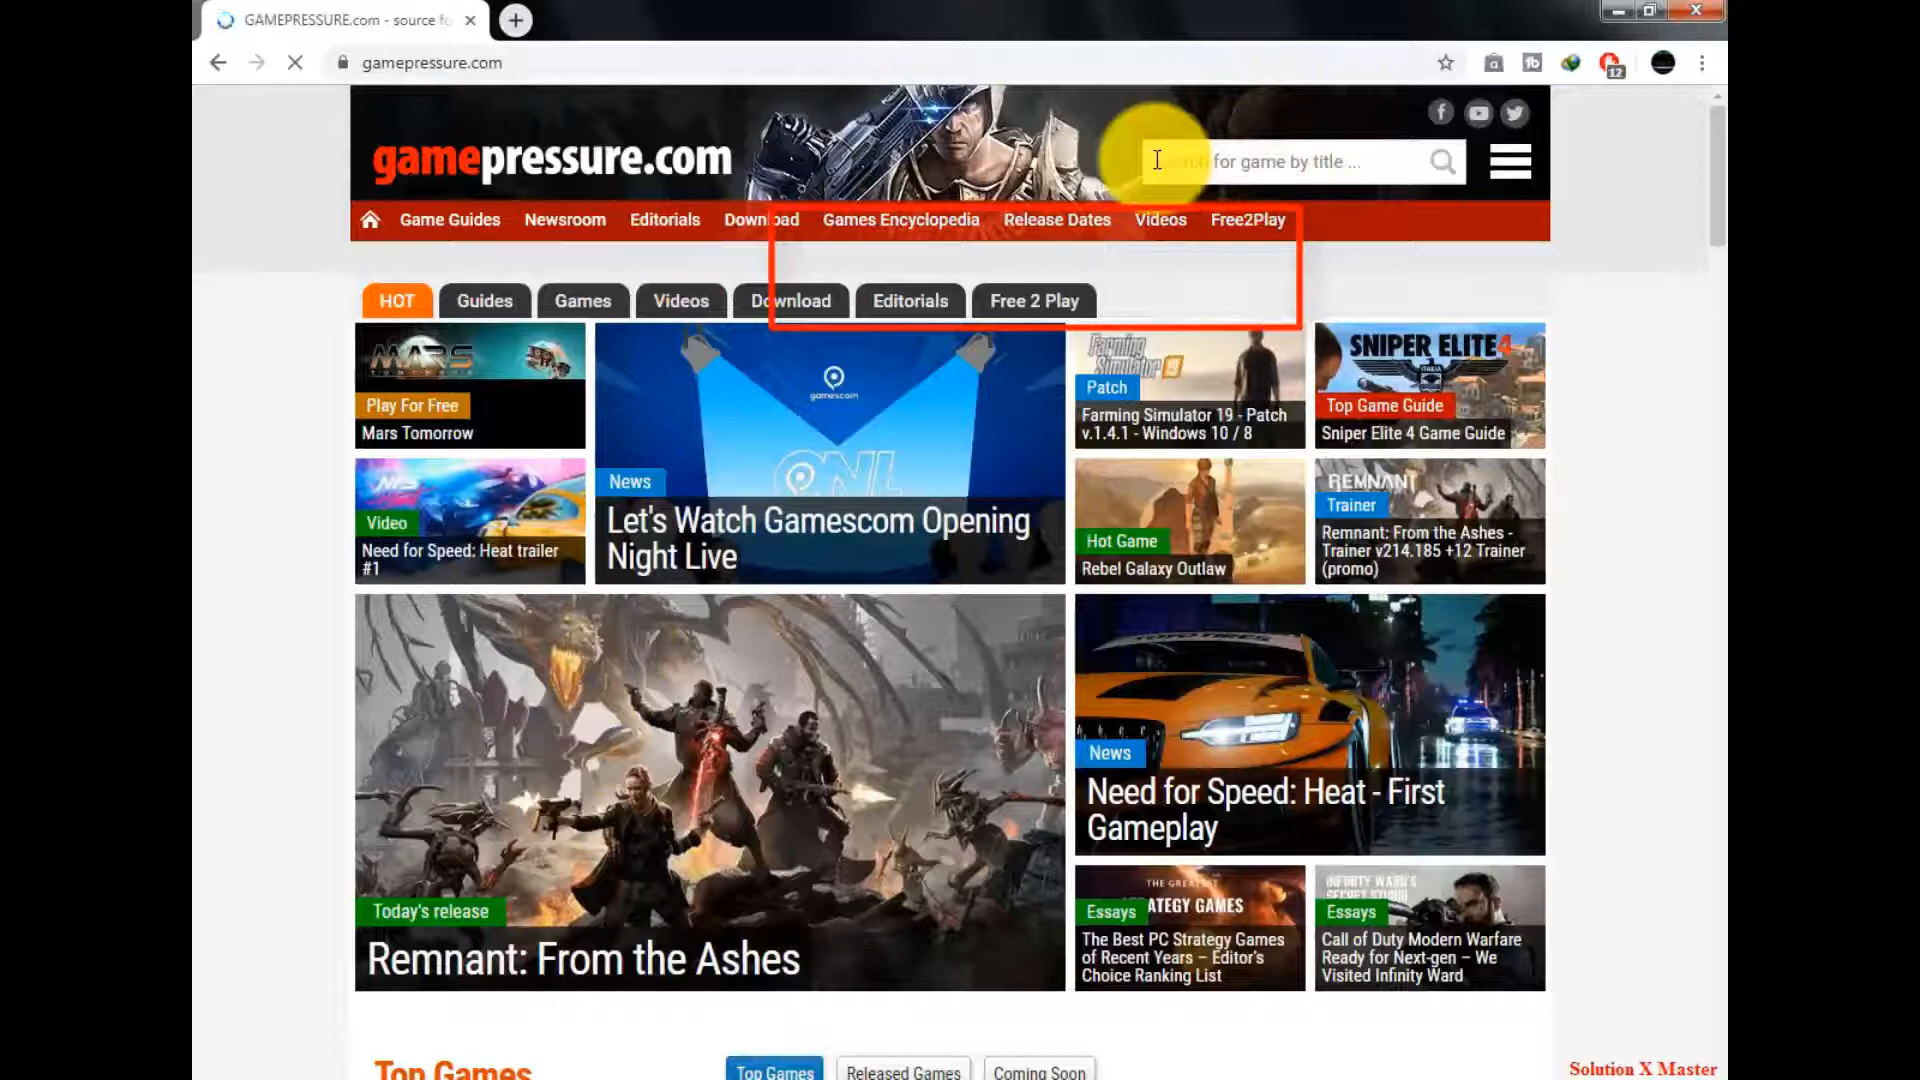 GAMEPRESSURE.com - source fo
gamepressure.com
12
gamepressure.com
for game by title ...
Game Guides Newsroom Editorials Download Games Encyclopedia Release Dates Videos Free2Play
HOT Guides Games Videos Download Editorials Free 2 Play
MARS
Play For Free
Mars Tomorrow
Video
Need for Speed: Heat trailer
#1
gamescom
ONL
News
Let's Watch Gamescom Opening
Night Live
Farming
Simulator 19
Patch
Farming Simulator 19 - Patch
v.1.4.1 - Windows 10 / 8
SNIPER ELITE 4
ITALIA
Top Game Guide
Sniper Elite 4 Game Guide
Hot Game
Rebel Galaxy Outlaw
REMNANT
Trainer
Remnant: From the Ashes -
Trainer v214.185 +12 Trainer
(promo)
Today's release
Remnant: From the Ashes
TOYO TIRES
News
Need for Speed: Heat - First
Gameplay
THE GREATEST
ATEGY GAMES
Essays
The Best PC Strategy Games
of Recent Years – Editor's
Choice Ranking List
INFINITY WARD'S
SECRET STUDIO
Essays
Call of Duty Modern Warfare
Ready for Next-gen – We
Visited Infinity Ward
Top Games
Top Games Released Games Coming Soon
Solution X Master